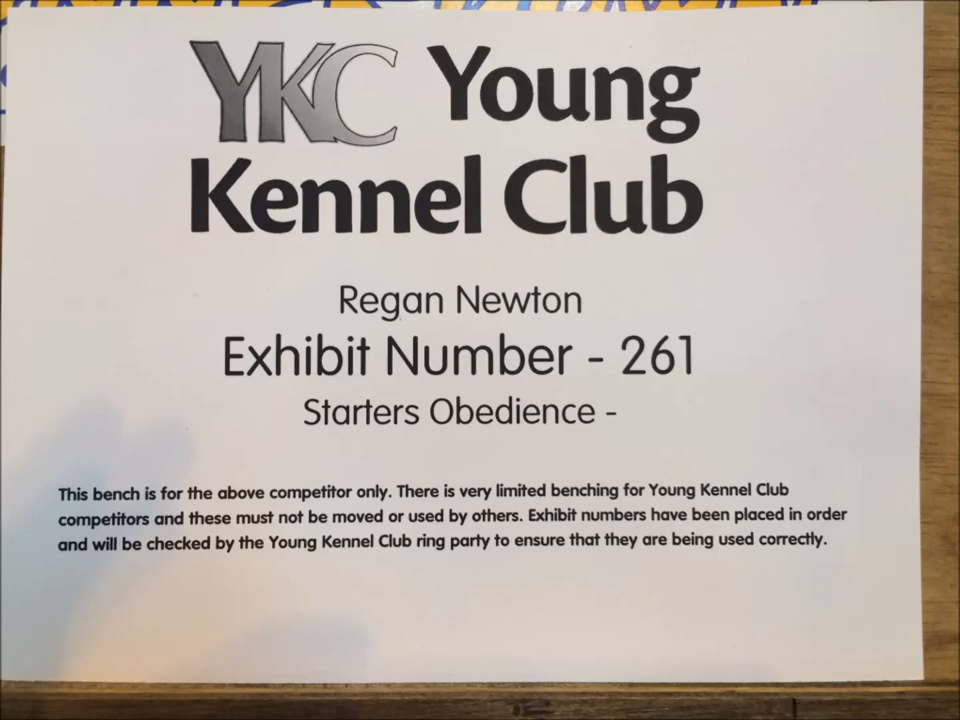 YKC Young
Kennel Club
Regan Newton
Exhibit Number - 261
Starters Obedience -
This bench is for the above competitor only. There is very limited benching for Young Kennel Club
competitors and these must not be moved or used by others. Exhibit numbers have been placed in order
and will be checked by the Young Kennel Club ring party to ensure that they are being used correctly.